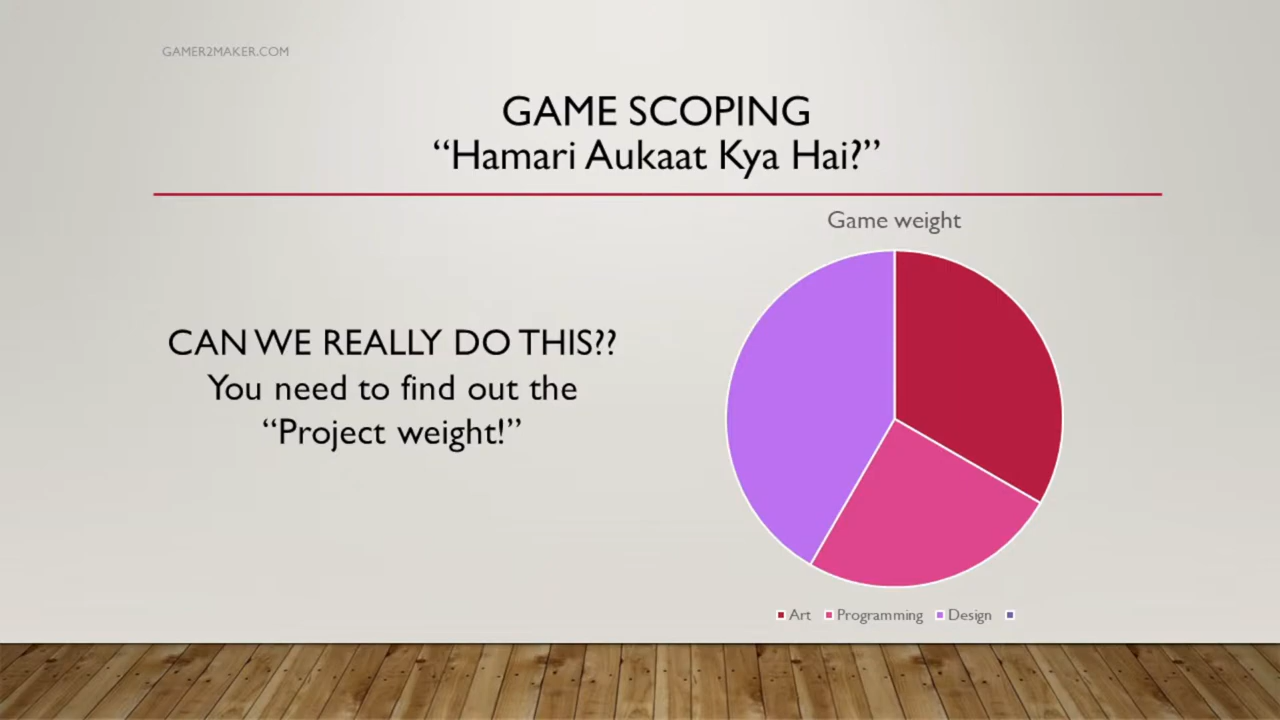 GAMER2MAKER.COM
GAME SCOPING
“Hamari Aukaat Kya Hai?”
Game weight
CAN WE REALLY DO THIS??
You need to find out the
“Project weight!”
Art Programming Design